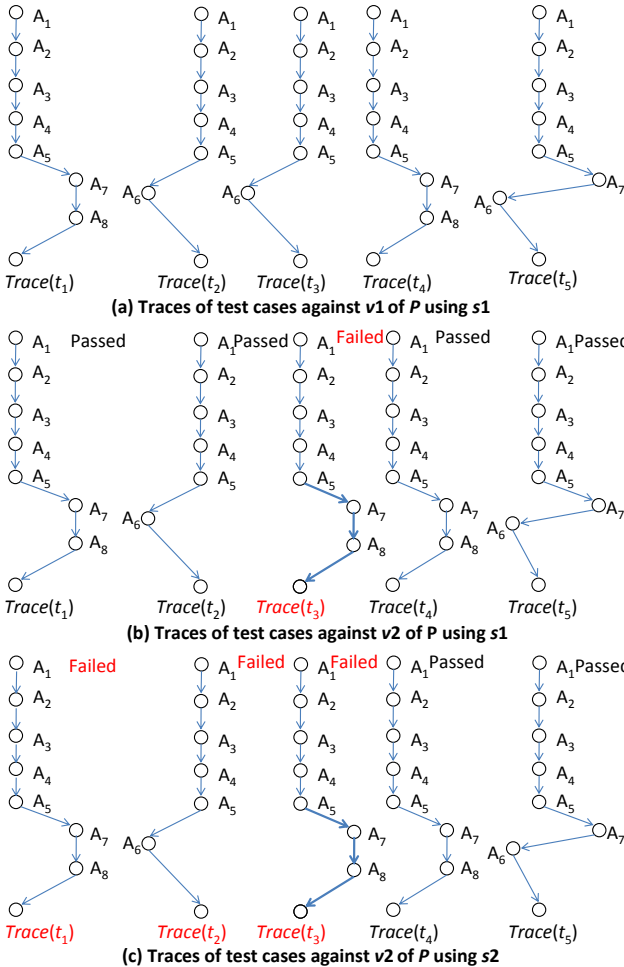 A1 A1 A1 A1 A1
A2 A2 A2 A2 A2
A3 A3 A3 A3 A3
A4 A4 A4 A4 A4
A5 A5 A5 A5 A5
A7 A6 A6 A7 A6 A7
A8 A8
Trace(t1) Trace(t2) Trace(t3) Trace(t4) Trace(t5)
(a) Traces of test cases against v1 of P using s1
A1 Passed A1 Passed A1 Failed A1 Passed A1 Passed
A2 A2 A2 A2 A2
A3 A3 A3 A3 A3
A4 A4 A4 A4 A4
A5 A5 A5 A5 A5
A7 A6 A7 A7 A6 A7
A8 A8 A8
Trace(t1) Trace(t2) Trace(t3) Trace(t4) Trace(t5)
(b) Traces of test cases against v2 of P using s1
A1 Failed A1 Failed A1 Failed A1 Passed A1 Passed
A2 A2 A2 A2 A2
A3 A3 A3 A3 A3
A4 A4 A4 A4 A4
A5 A5 A5 A5 A5
A7 A6 A7 A7 A6 A7
A8 A8 A8
Trace(t1) Trace(t2) Trace(t3) Trace(t4) Trace(t5)
(c) Traces of test cases against v2 of P using s2